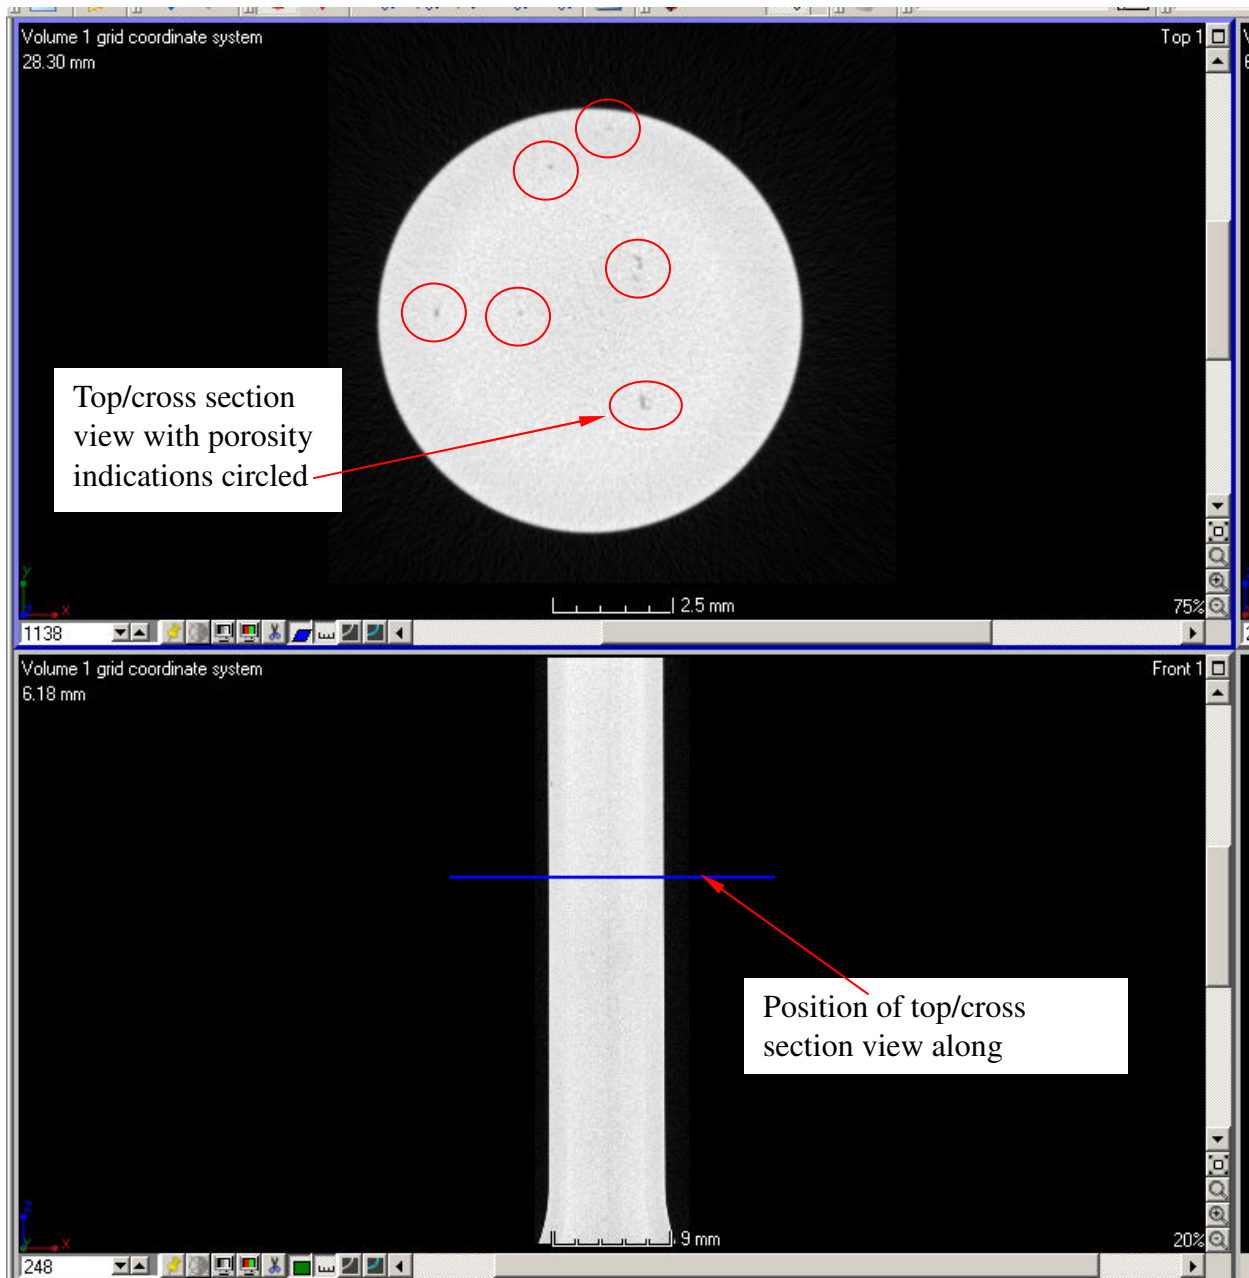 Volume 1 grid coordinate system
Top 1
28.30 mm
Top/cross section
view with porosity
indications circled
y
x
2.5 mm
75%
1138
Volume 1 grid coordinate system
Front 1
6.18 mm
Position of top/cross
section view along
z
x
9 mm
20%
248